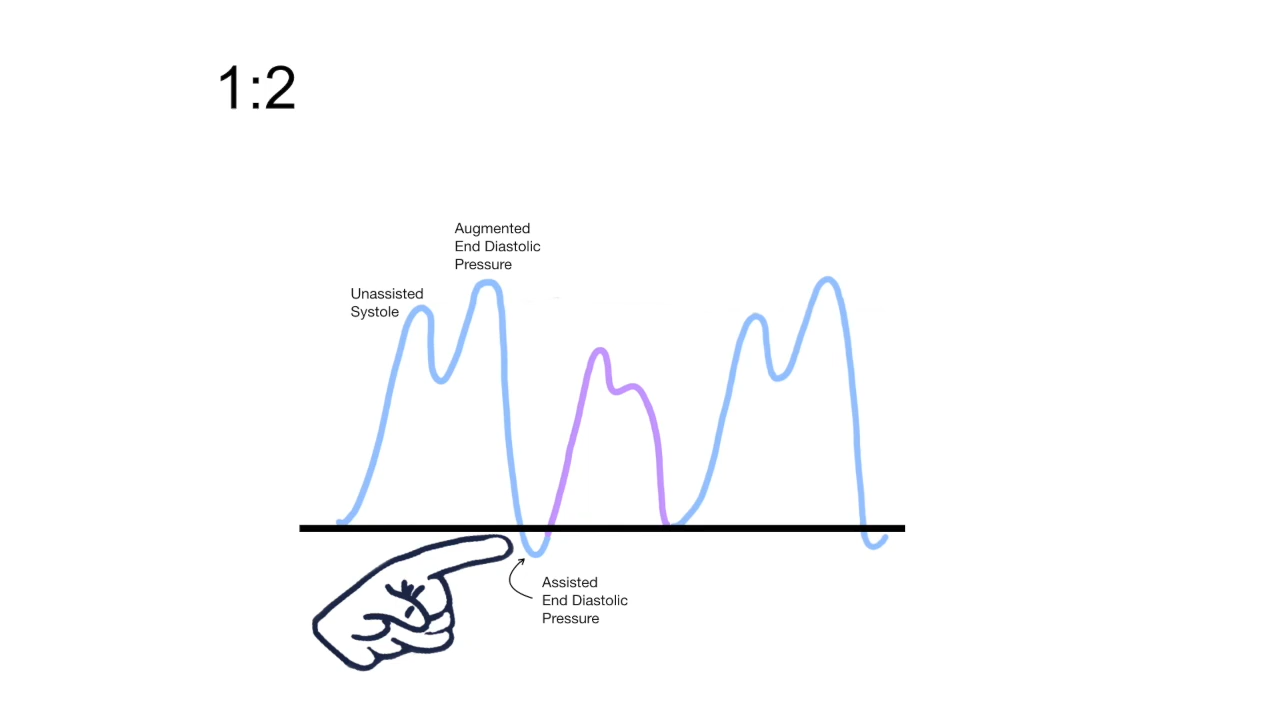 1:2
Augmented
End Diastolic
Pressure
Unassisted
Systole
Assisted
End Diastolic
Pressure